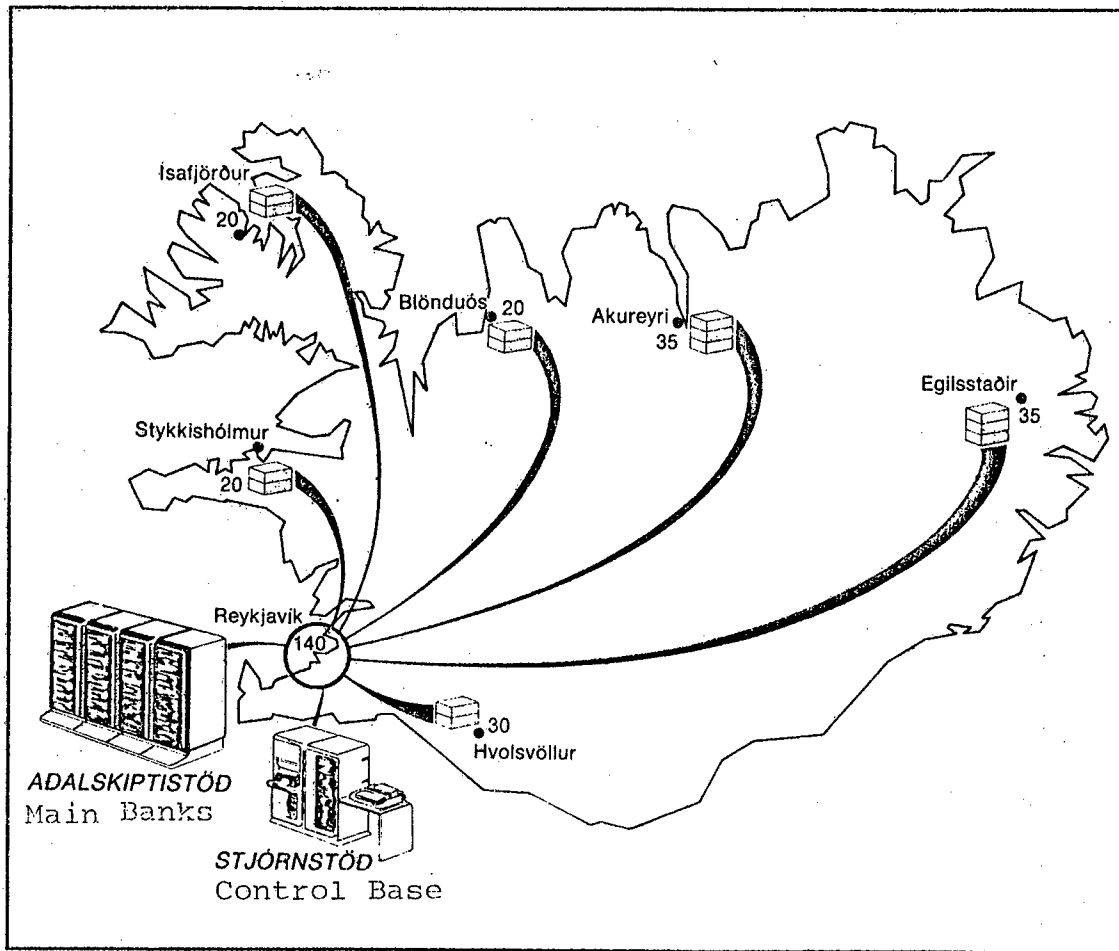 Ísafjörður
20
Blönduós
20
Akureyri
35
Egilsstaðir
35
Stykkishólmur
20
Reykjavík
140
30
Hvolsvöllur
ADALSKIPTISTÖD
Main Banks
STJÓRNSTÖD
Control Base